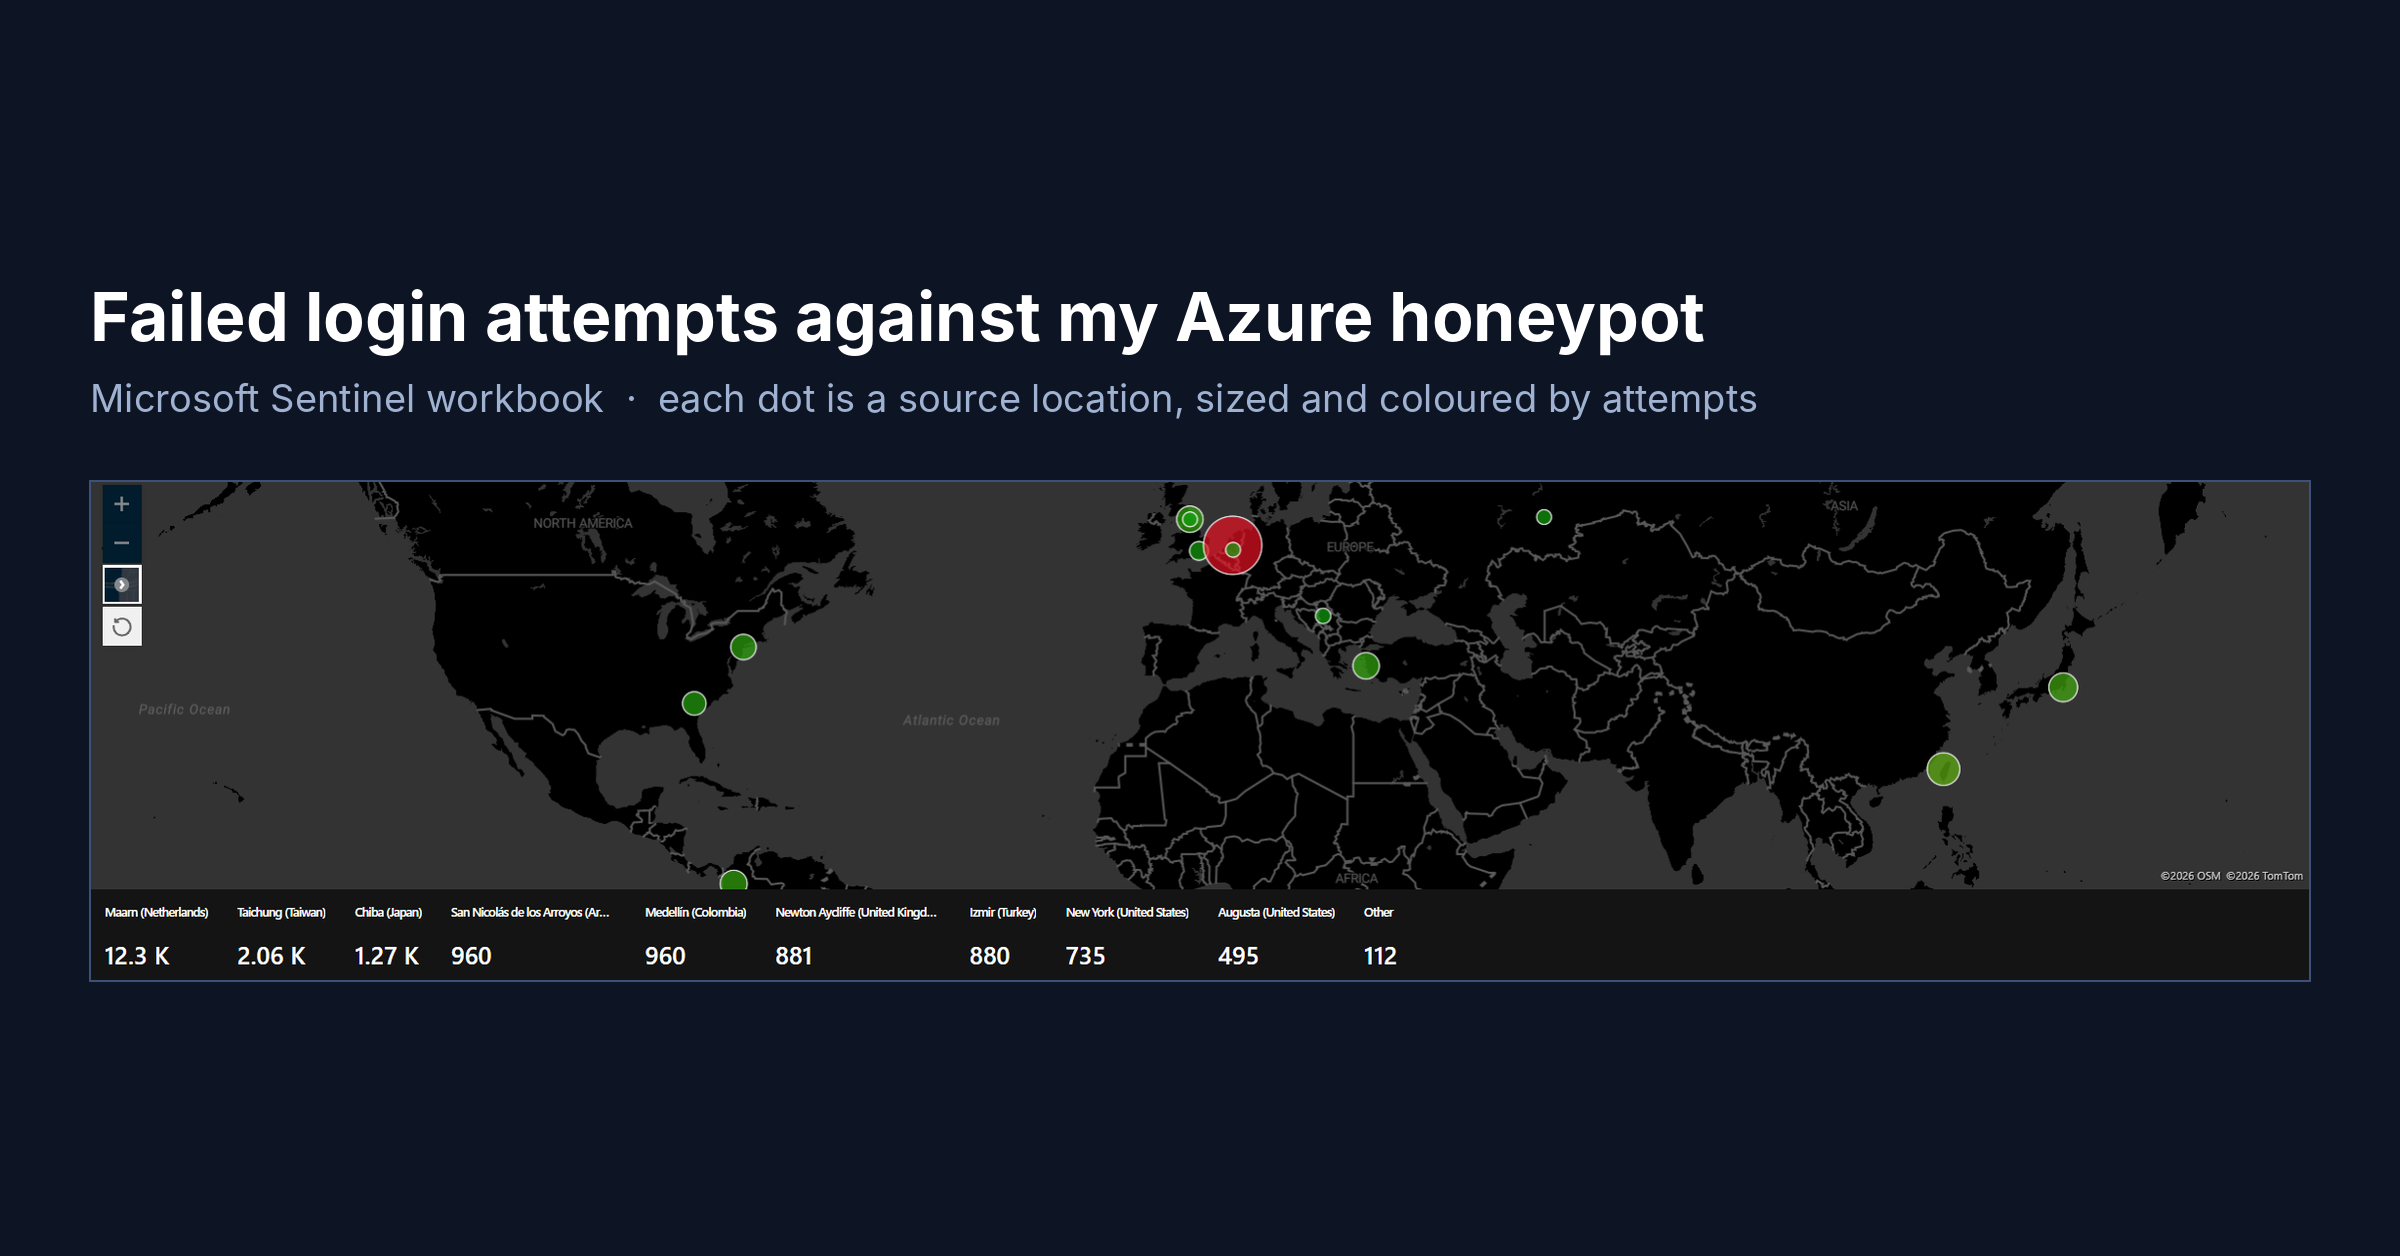 Failed login attempts against my Azure honeypot
Microsoft Sentinel workbook · each dot is a source location, sized and coloured by attempts
NORTH AMERICA
EUROPE
ASIA
Pacific Ocean
Atlantic Ocean
AFRICA
©2026 OSM ©2026 TomTom
Maarn (Netherlands) Taichung (Taiwan) Chiba (Japan) San Nicolás de los Arroyos (Ar... Medellín (Colombia) Newton Aycliffe (United Kingd... Izmir (Turkey) New York (United States) Augusta (United States) Other
12.3 K 2.06 K 1.27 K 960 960 881 880 735 495 112